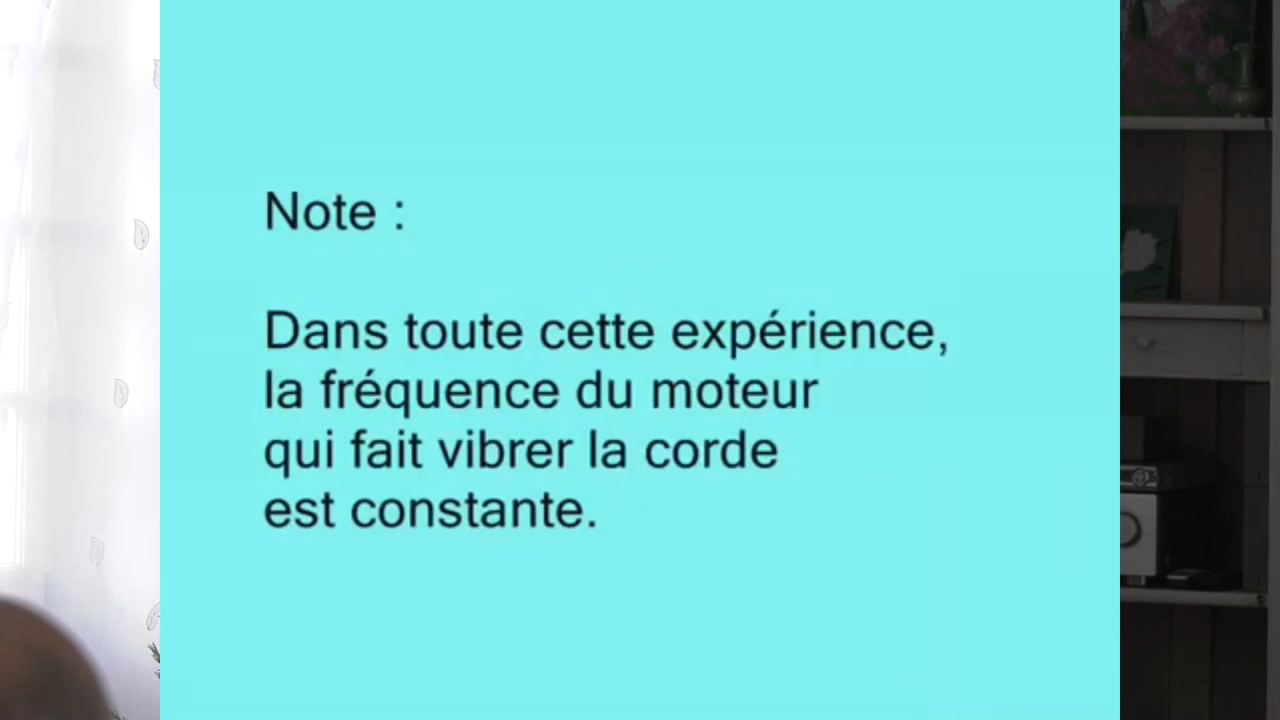 Note :
Dans toute cette expérience,
la fréquence du moteur
qui fait vibrer la corde
est constante.